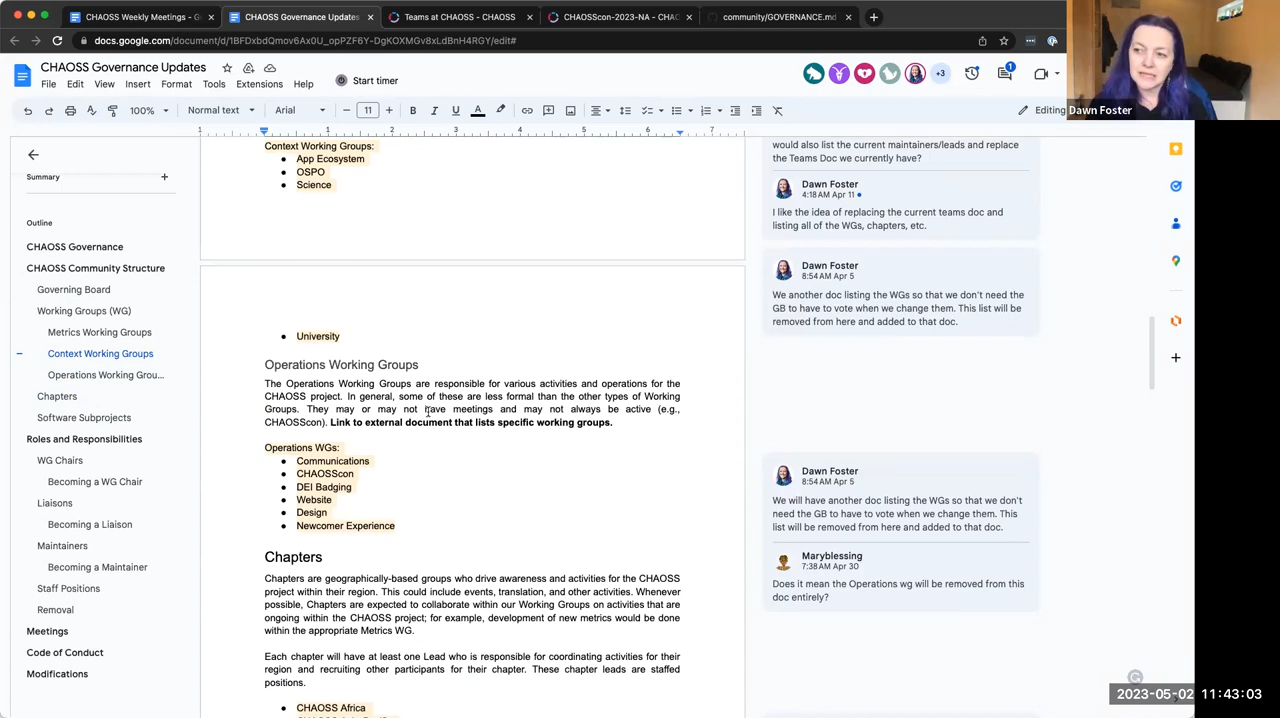 CHAOSS Weekly Meetings - G
CHAOSS Governance Updates
Teams at CHAOSS - CHAOSS
CHAOSScon-2023-NA - CHAO
community/GOVERNANCE.md
docs.google.com/document/d/1BFDxbdQmov6Ax0U_opPZF6Y-DgKOXMGv8xLdBnH4RGY/edit#
CHAOSS Governance Updates
File Edit View Insert Format Tools Extensions Help
Start timer
+3
1
100%
Normal text
Arial
11
B I U A
Editing
Dawn Foster
1 1 2 3 4 5 6 7
Summary
Outline
CHAOSS Governance
CHAOSS Community Structure
Governing Board
Working Groups (WG)
Metrics Working Groups
Context Working Groups
Operations Working Grou...
Chapters
Software Subprojects
Roles and Responsibilities
WG Chairs
Becoming a WG Chair
Liaisons
Becoming a Liaison
Maintainers
Becoming a Maintainer
Staff Positions
Removal
Meetings
Code of Conduct
Modifications
Context Working Groups:
● App Ecosystem
● OSPO
● Science
● University
Operations Working Groups
The Operations Working Groups are responsible for various activities and operations for the
CHAOSS project. In general, some of these are less formal than the other types of Working
Groups. They may or may not have meetings and may not always be active (e.g.,
CHAOSScon). Link to external document that lists specific working groups.
Operations WGs:
● Communications
● CHAOSScon
● DEI Badging
● Website
● Design
● Newcomer Experience
Chapters
Chapters are geographically-based groups who drive awareness and activities for the CHAOSS
project within their region. This could include events, translation, and other activities. Whenever
possible, Chapters are expected to collaborate within our Working Groups on activities that are
ongoing within the CHAOSS project; for example, development of new metrics would be done
within the appropriate Metrics WG.
Each chapter will have at least one Lead who is responsible for coordinating activities for their
region and recruiting other participants for their chapter. These chapter leads are staffed
positions.
● CHAOSS Africa
would also list the current maintainers/leads and replace
the Teams Doc we currently have?
Dawn Foster
4:18 AM Apr 11
I like the idea of replacing the current teams doc and
listing all of the WGs, chapters, etc.
Dawn Foster
8:54 AM Apr 5
We another doc listing the WGs so that we don't need the
GB to have to vote when we change them. This list will be
removed from here and added to that doc.
Dawn Foster
8:54 AM Apr 5
We will have another doc listing the WGs so that we don't
need the GB to have to vote when we change them. This
list will be removed from here and added to that doc.
Maryblessing
7:38 AM Apr 30
Does it mean the Operations wg will be removed from this
doc entirely?
2023-05-02 11:43:03